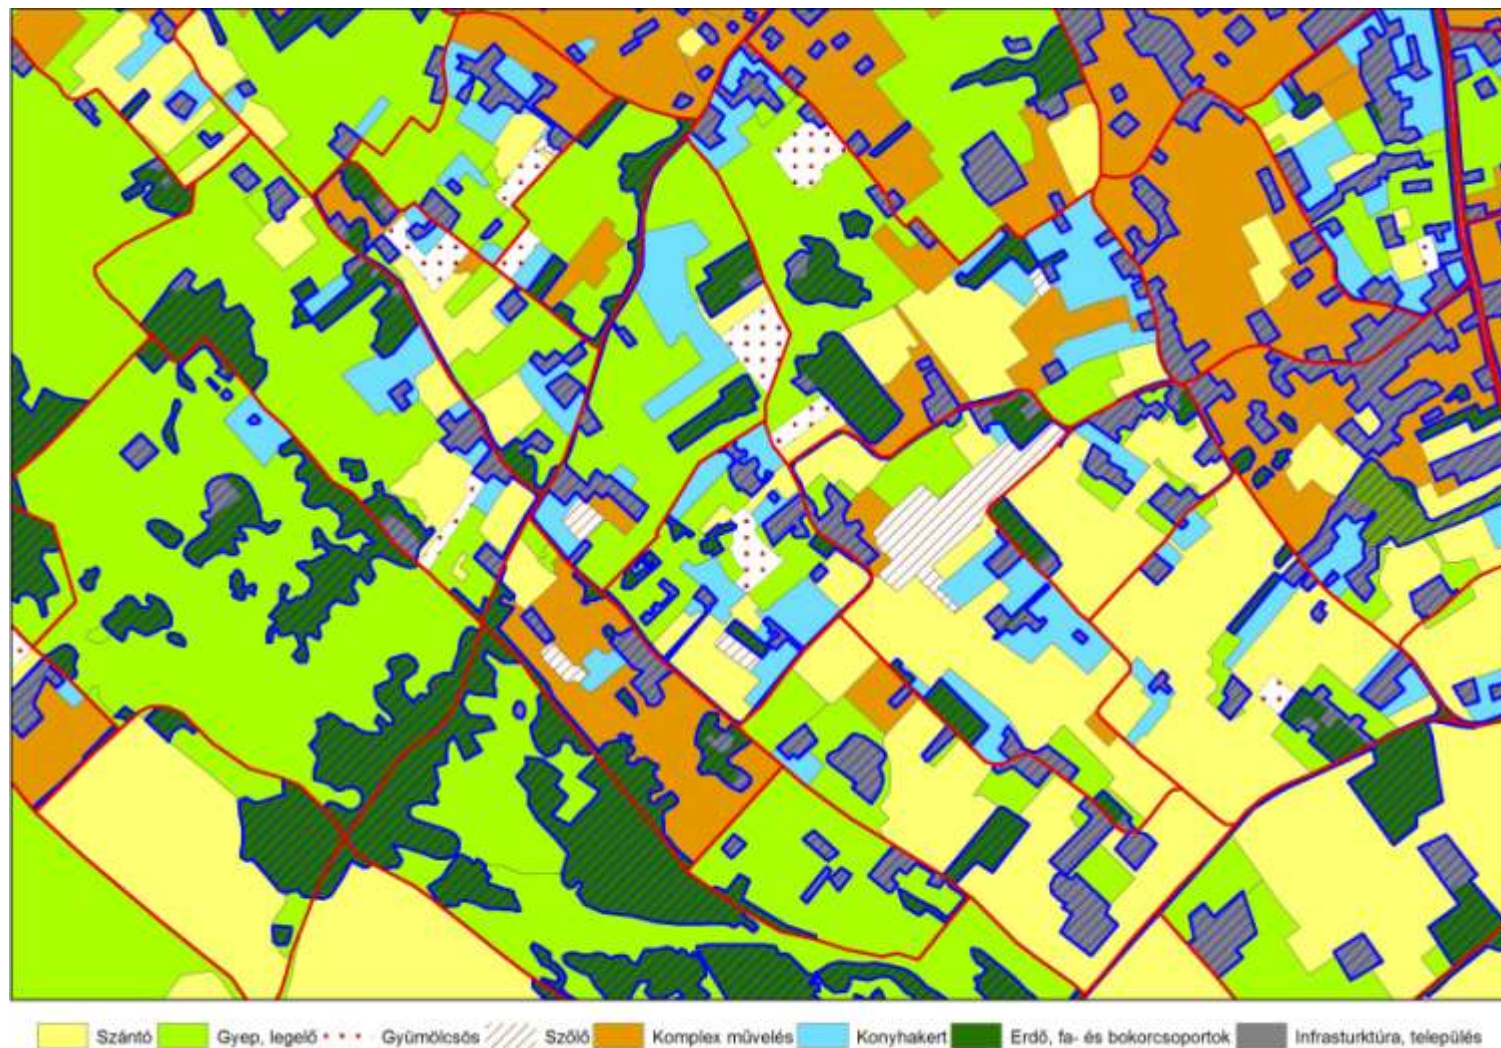 Szántó Gyep, legelő Gyümölcsös Szőlő Komplex művelés Konyhakert Erdő, fa- és bokorcsoportok Infrasturktúra, település